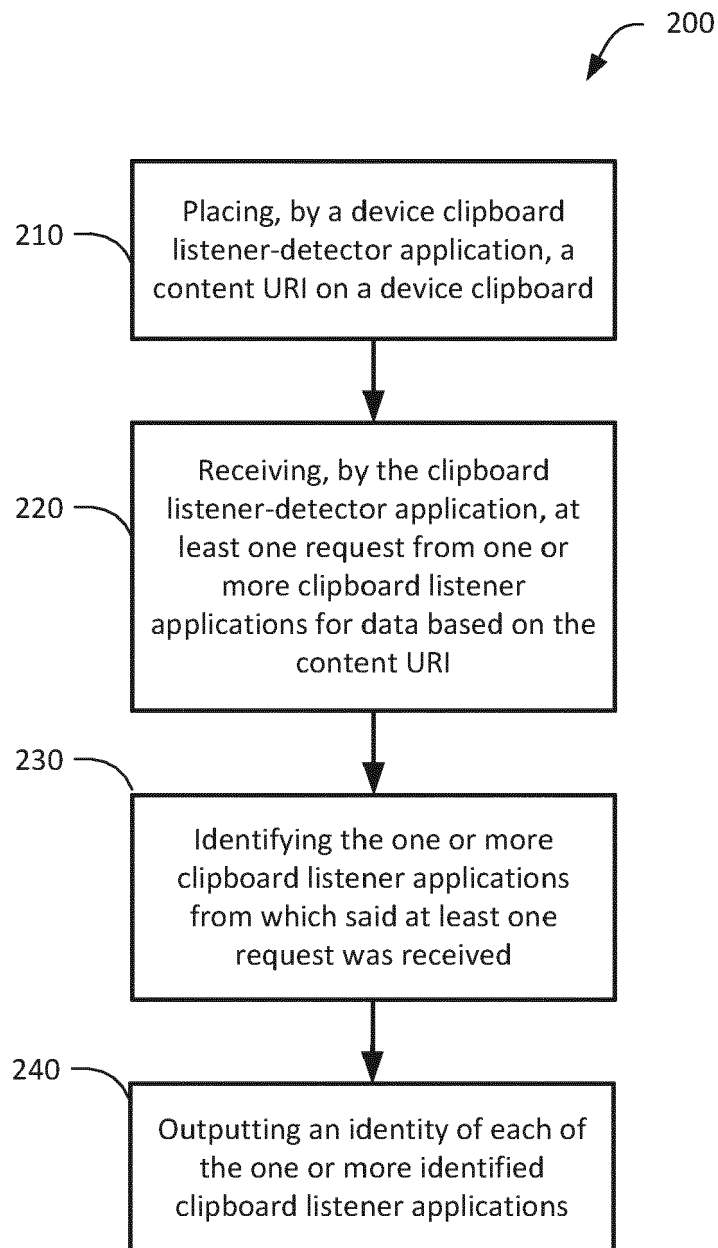 200
210
Placing, by a device clipboard
listener-detector application, a
content URI on a device clipboard
220
Receiving, by the clipboard
listener-detector application, at
least one request from one or
more clipboard listener
applications for data based on the
content URI
230
Identifying the one or more
clipboard listener applications
from which said at least one
request was received
240
Outputting an identity of each of
the one or more identified
clipboard listener applications